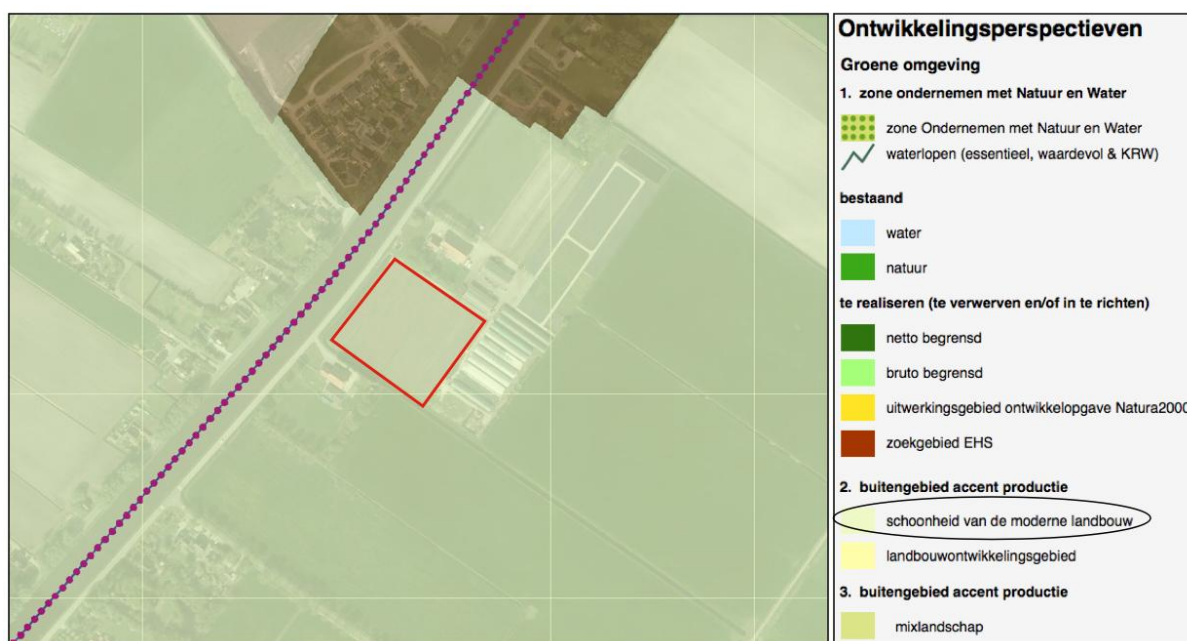 Ontwikkelingsperspectieven
Groene omgeving
1. zone ondernemen met Natuur en Water
zone Ondernemen met Natuur en Water
waterlopen (essentieel, waardevol & KRW)
bestaand
water
natuur
te realiseren (te verwerven en/of in te richten)
netto begrensd
bruto begrensd
uitwerkingsgebied ontwikkelopgave Natura2000
zoekgebied EHS
2. buitengebied accent productie
schoonheid van de moderne landbouw
landbouwontwikkelingsgebied
3. buitengebied accent productie
mixlandschap